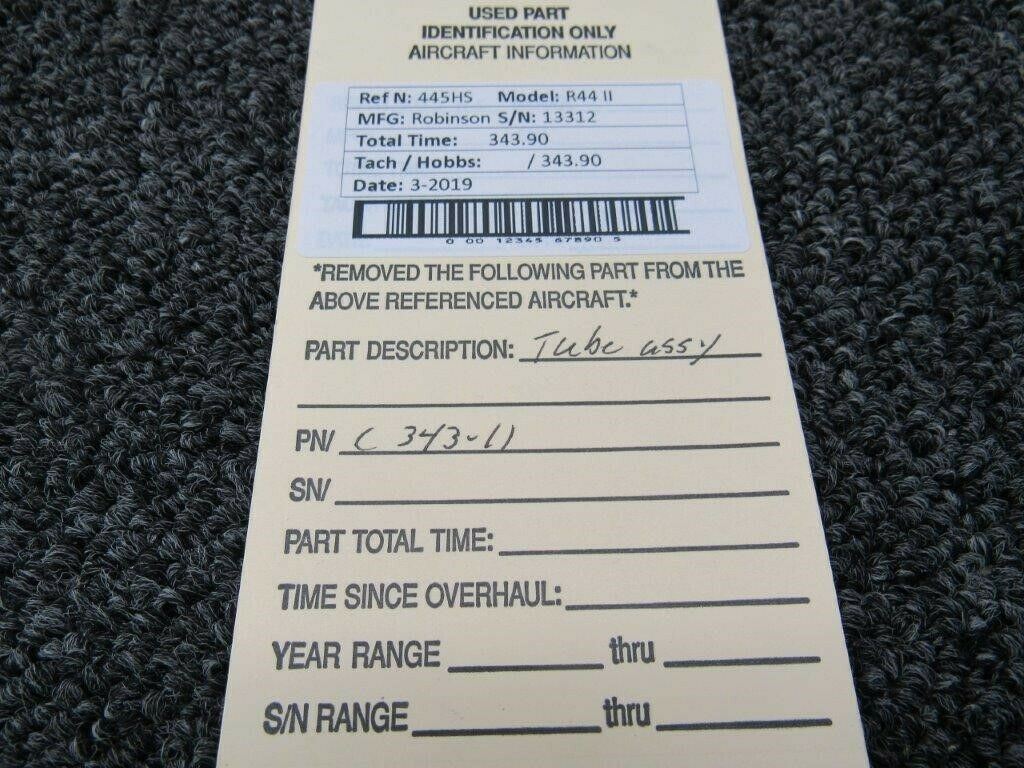 USED PART
IDENTIFICATION ONLY
AIRCRAFT INFORMATION
Ref N: 445HS Model: R44 II
MFG: Robinson S/N: 13312
Total Time: 343.90
Tach / Hobbs: / 343.90
Date: 3-2019
0 00 12345 67890 5
*REMOVED THE FOLLOWING PART FROM THE
ABOVE REFERENCED AIRCRAFT.*
PART DESCRIPTION: Tube assy
PN/ C 343-11
SN/
PART TOTAL TIME:
TIME SINCE OVERHAUL:
YEAR RANGE thru
S/N RANGE thru